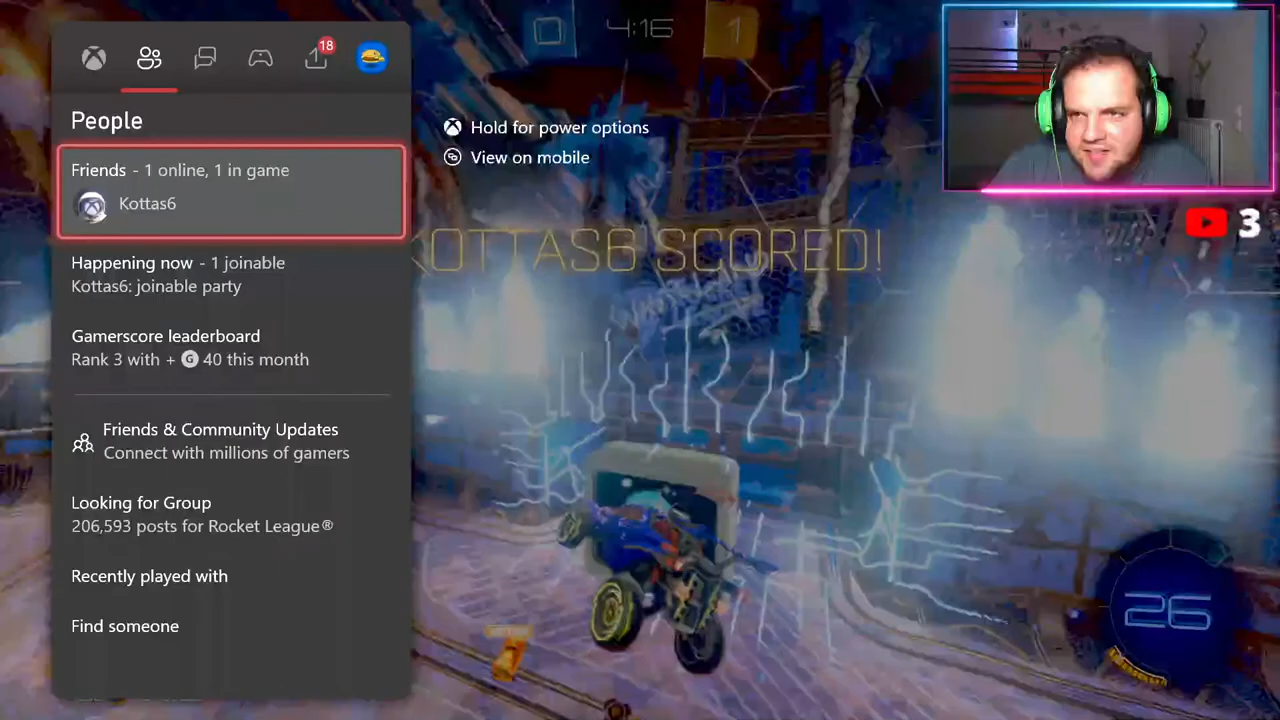 0 4:16 1
18
People
Hold for power options
View on mobile
Friends - 1 online, 1 in game
Kottas6
KOTTAS6 SCORED!
3
Happening now - 1 joinable
Kottas6: joinable party
Gamerscore leaderboard
Rank 3 with + G 40 this month
Friends & Community Updates
Connect with millions of gamers
Looking for Group
206,593 posts for Rocket League®
Recently played with
26
Find someone